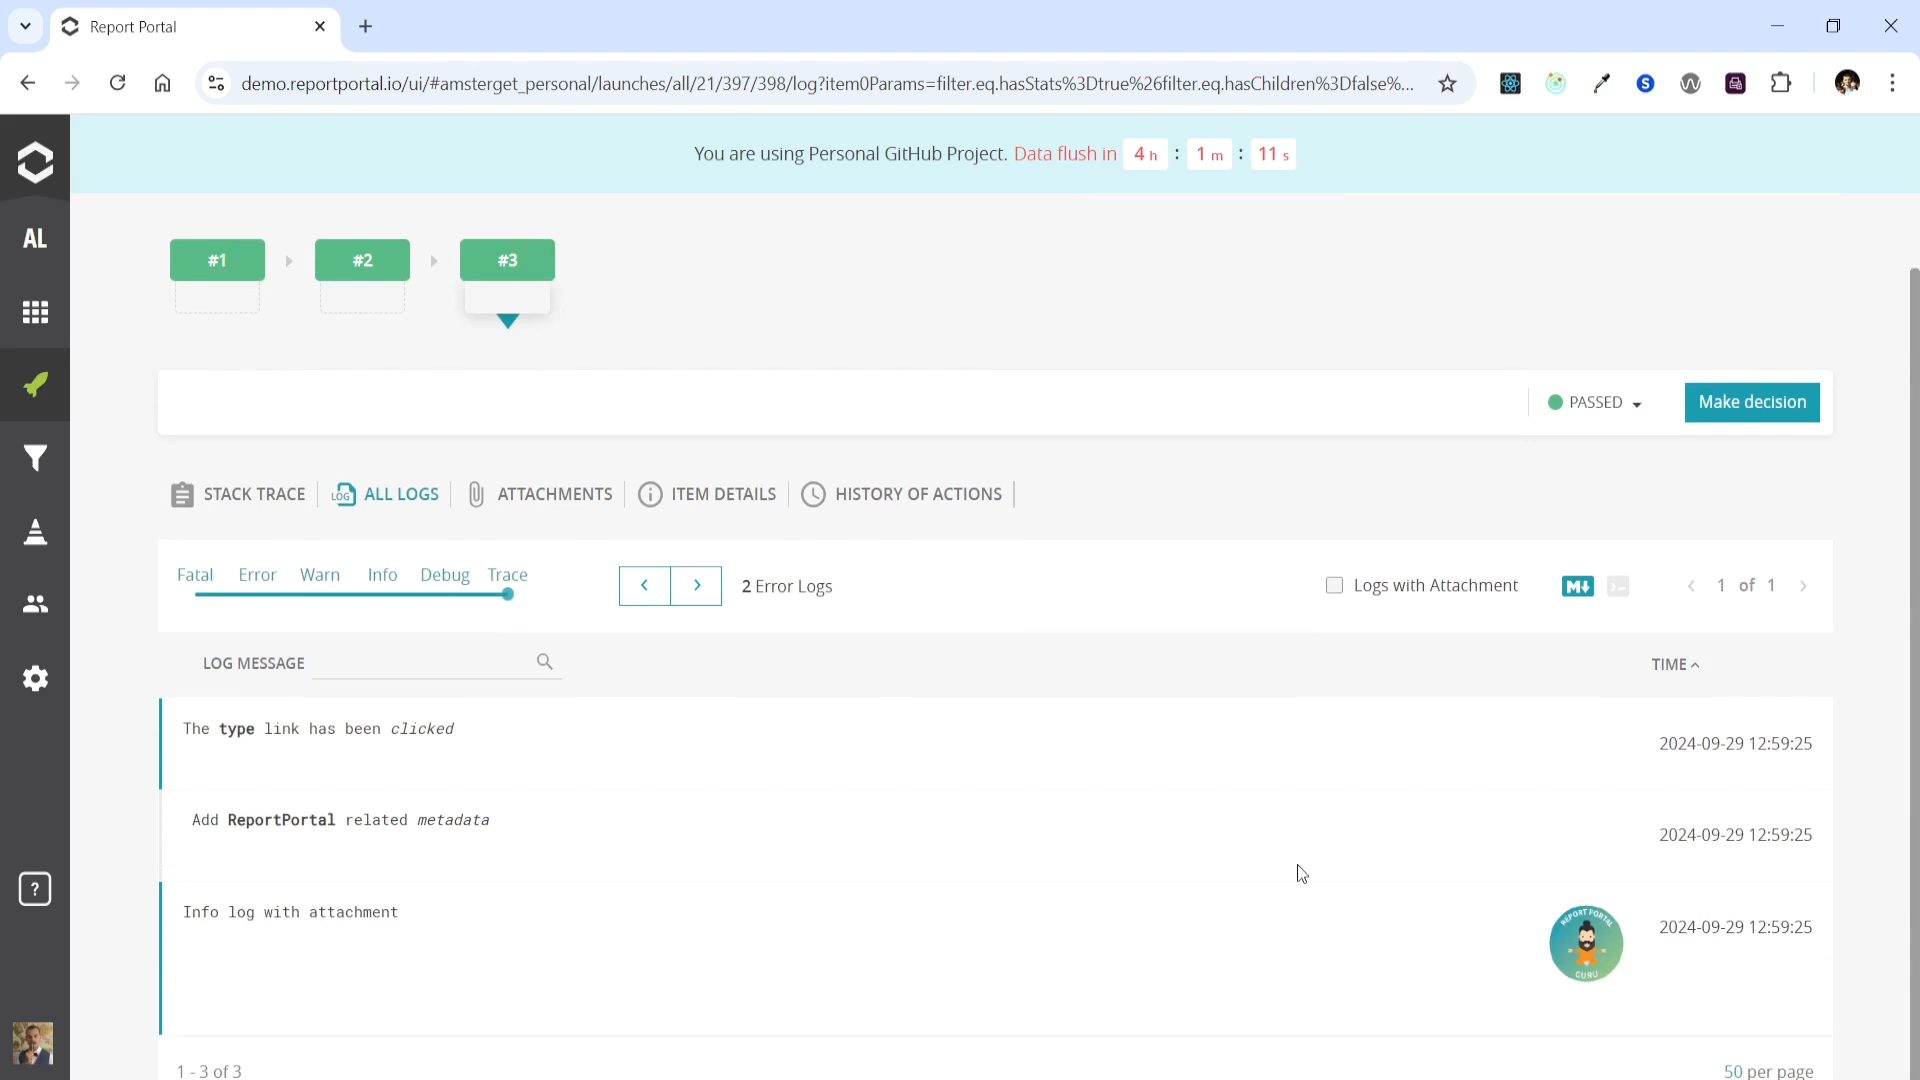 Report Portal
demo.reportportal.io/ui/#amsterget_personal/launches/all/21/397/398/log?item0Params=filter.eq.hasStats%3Dtrue%26filter.eq.hasChildren%3Dfalse%...
You are using Personal GitHub Project. Data flush in 4 h : 1 m : 11 s
AL
#1 #2 #3
PASSED Make decision
STACK TRACE LOG ALL LOGS ATTACHMENTS ITEM DETAILS HISTORY OF ACTIONS
Fatal Error Warn Info Debug Trace
2 Error Logs Logs with Attachment M 1 of 1
LOG MESSAGE TIME
The type link has been clicked 2024-09-29 12:59:25
Add ReportPortal related metadata 2024-09-29 12:59:25
Info log with attachment 2024-09-29 12:59:25
REPORT PORTAL
GURU
?
1 - 3 of 3 50 per page